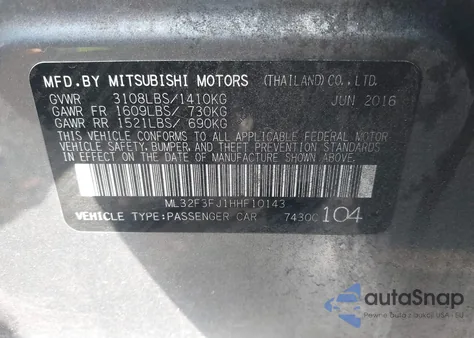 MFD.BY MITSUBISHI MOTORS (THAILAND)CO.,LTD.
GVWR 3108LBS/1410KG JUN 2016
GAWR FR 1609LBS/ 730KG
GAWR RR 1521LBS/ 690KG
THIS VEHICLE CONFORMS TO ALL APPLICABLE FEDERAL MOTOR
VEHICLE SAFETY, BUMPER, AND THEFT PREVENTION STANDARDS IN
EFFECT ON THE DATE OF MANUFACTURE SHOWN ABOVE.
ML32F3FJ1HHF10143
VEHICLE TYPE:PASSENGER CAR 7430C 104
autoSnap